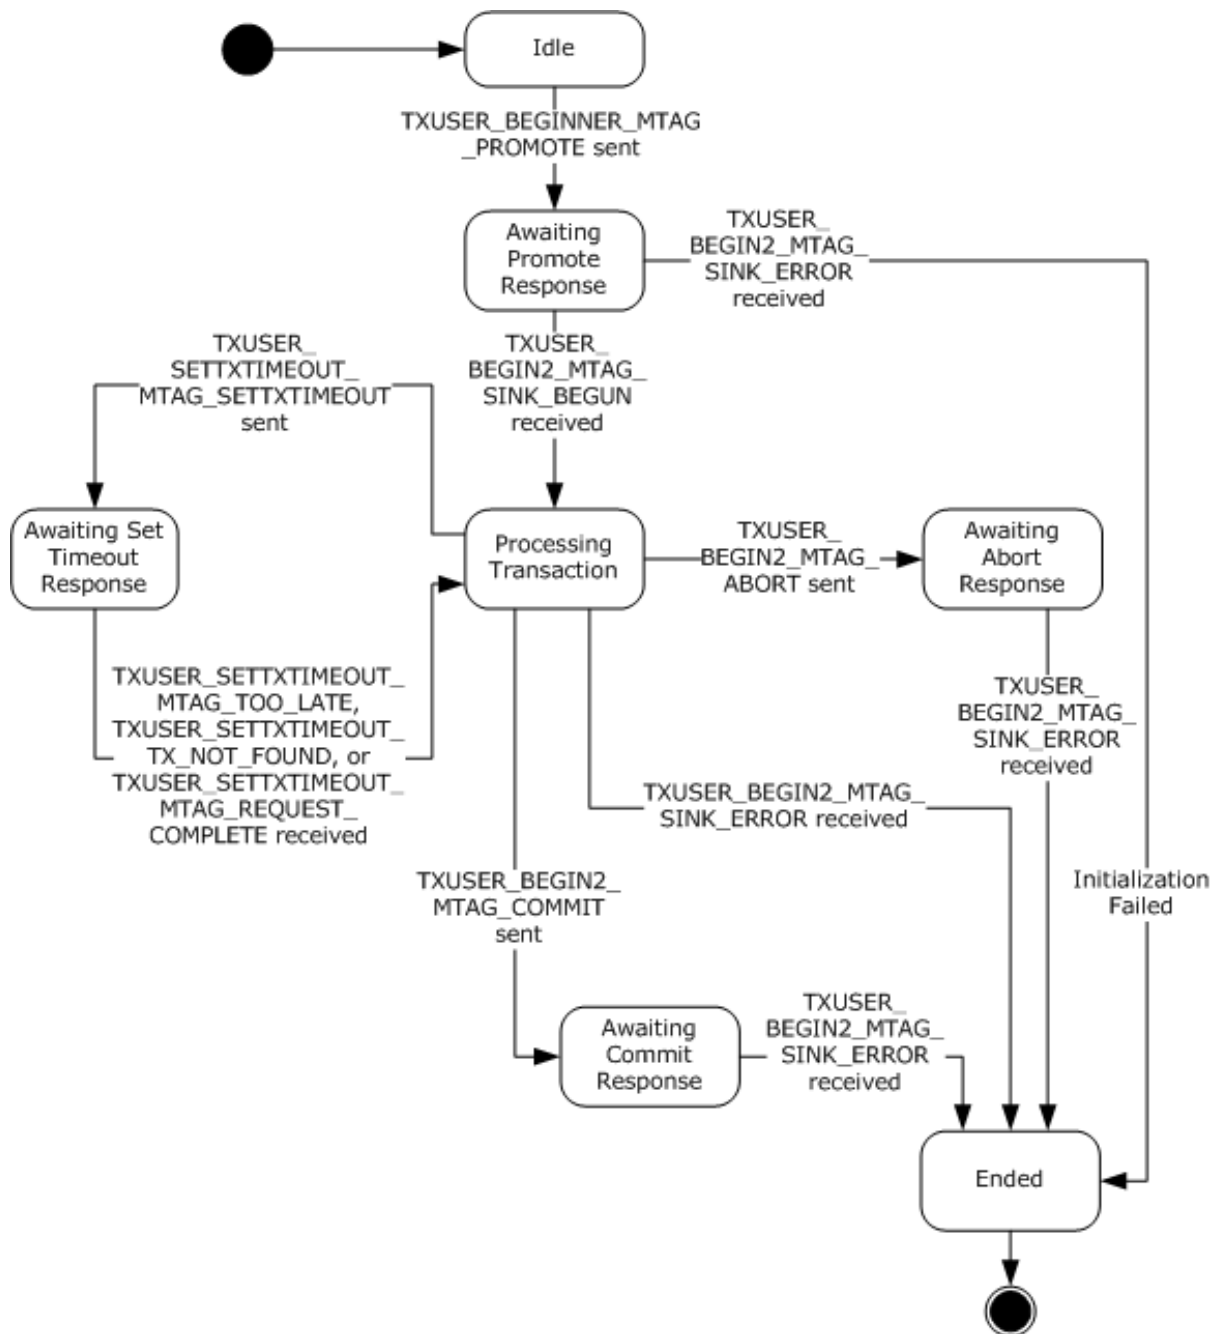 Idle
TXUSER_BEGINNER_MTAG
_PROMOTE sent
Awaiting
Promote
Response
TXUSER_
BEGIN2_MTAG_
SINK_ERROR
received
TXUSER_
SETTXTIMEOUT_
MTAG_SETTXTIMEOUT
sent
TXUSER_
BEGIN2_MTAG_
SINK_BEGUN
received
Awaiting Set
Timeout
Response
Processing
Transaction
TXUSER_
BEGIN2_MTAG_
ABORT sent
Awaiting
Abort
Response
TXUSER_SETTXTIMEOUT_
MTAG_TOO_LATE,
TXUSER_SETTXTIMEOUT_
TX_NOT_FOUND, or
TXUSER_SETTXTIMEOUT_
MTAG_REQUEST_
COMPLETE received
TXUSER_
BEGIN2_MTAG_
SINK_ERROR
received
TXUSER_BEGIN2_MTAG_
SINK_ERROR received
TXUSER_BEGIN2_
MTAG_COMMIT
sent
Initialization
Failed
Awaiting
Commit
Response
TXUSER_
BEGIN2_MTAG_
SINK_ERROR
received
Ended